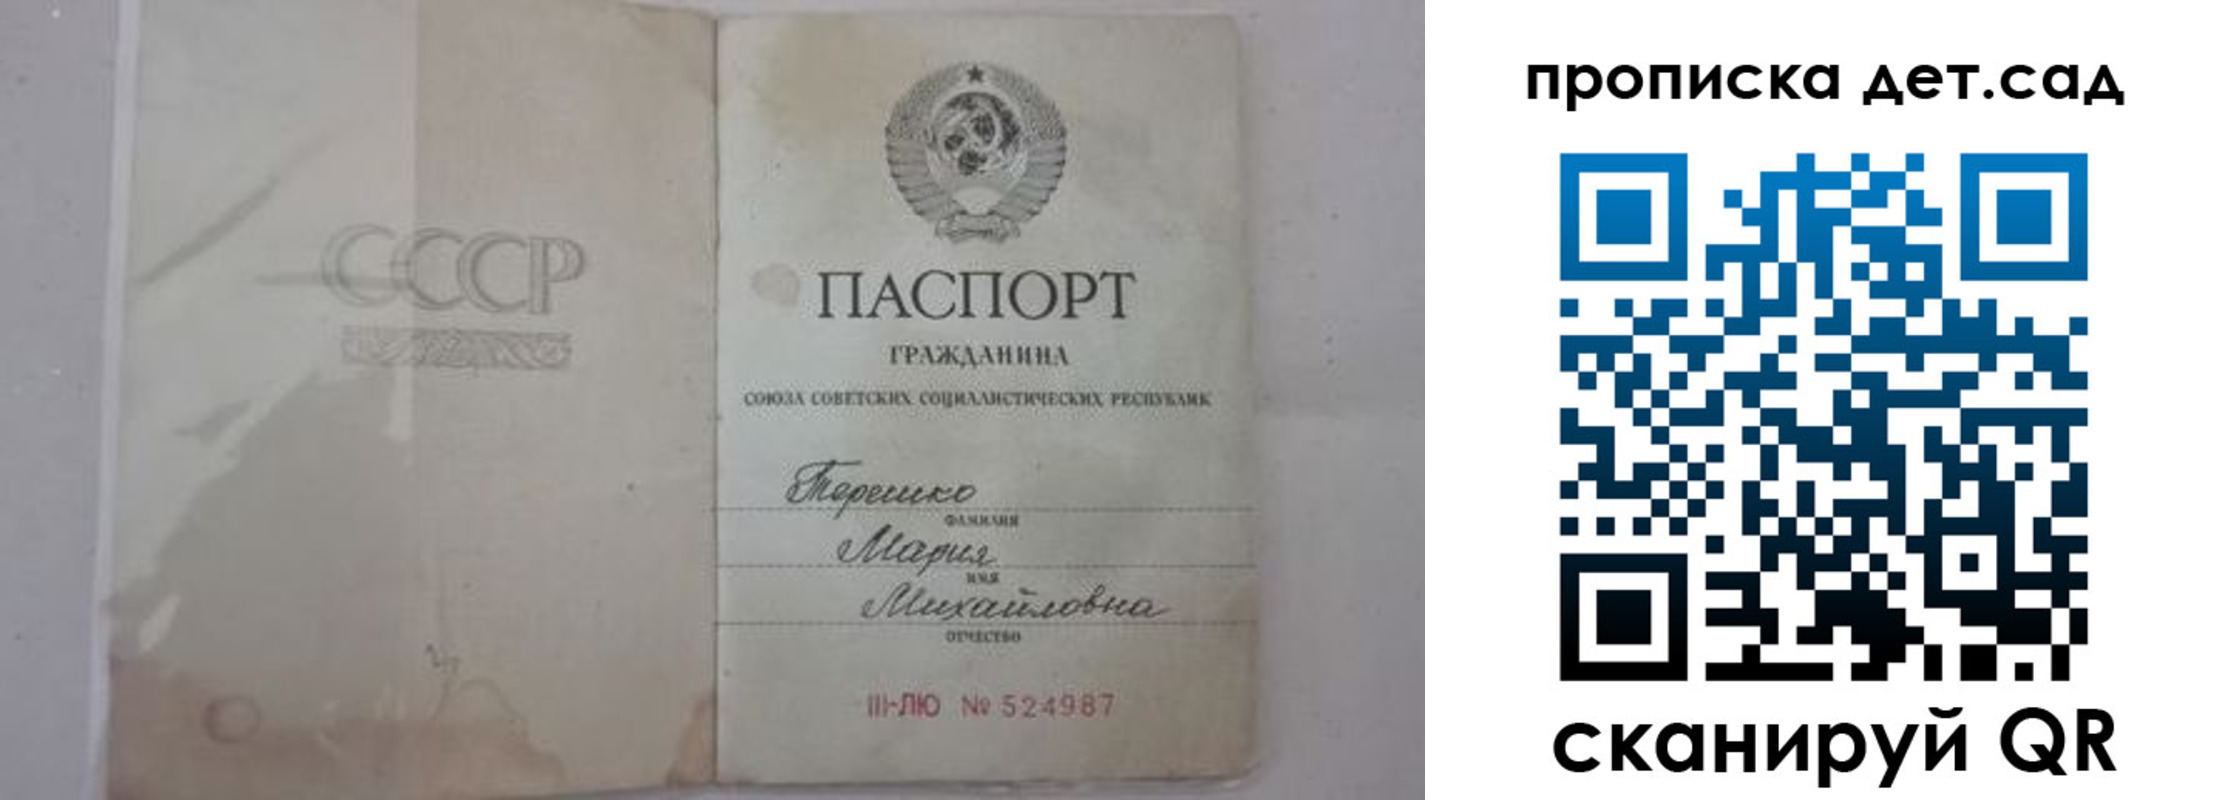 СССР
ПАСПОРТ
ГРАЖДАНИНА
СОЮЗА СОВЕТСКИХ СОЦИАЛИСТИЧЕСКИХ РЕСПУБЛИК
Терешко
ФАМИЛИЯ
Мария
ИМЯ
Михайловна
ОТЧЕСТВО
III-ЛЮ № 524987
прописка дет.сад
сканируй QR